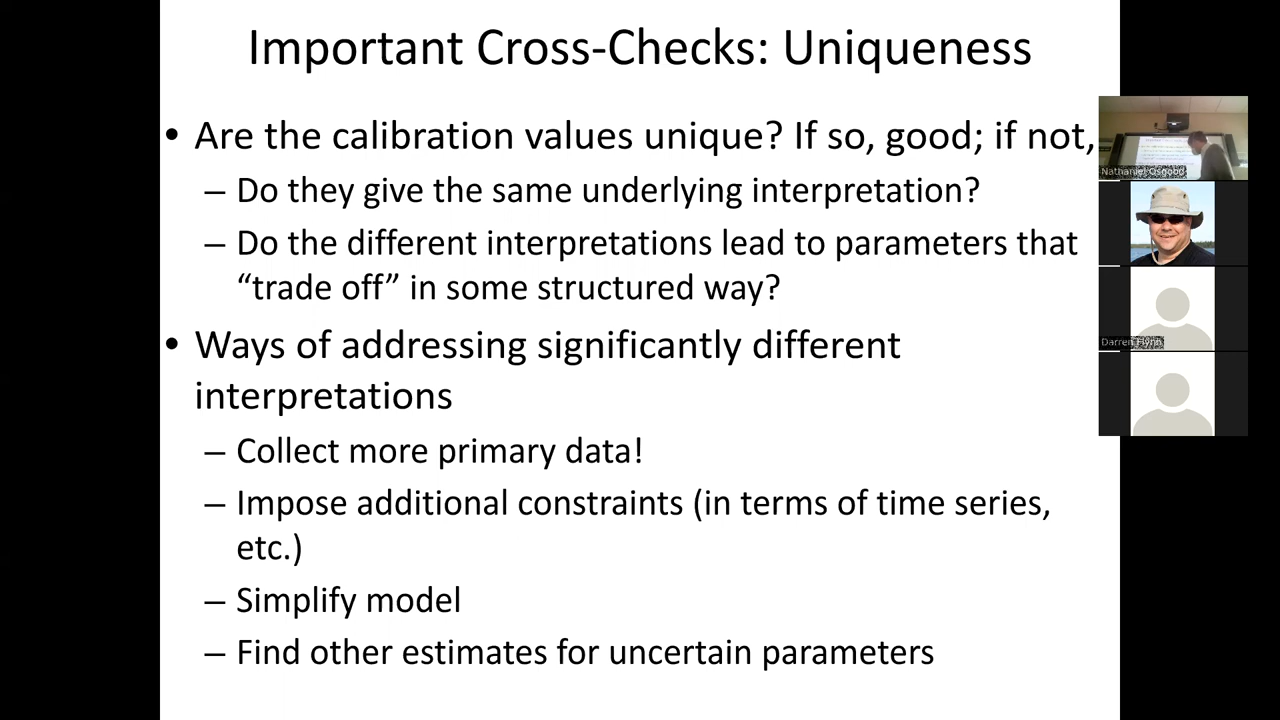 Important Cross-Checks: Uniqueness
• Are the calibration values unique? If so, good; if not,
– Do they give the same underlying interpretation?
– Do the different interpretations lead to parameters that
“trade off” in some structured way?
• Ways of addressing significantly different
interpretations
– Collect more primary data!
– Impose additional constraints (in terms of time series,
etc.)
– Simplify model
– Find other estimates for uncertain parameters
Nathaniel Osgood
Darren Flynn